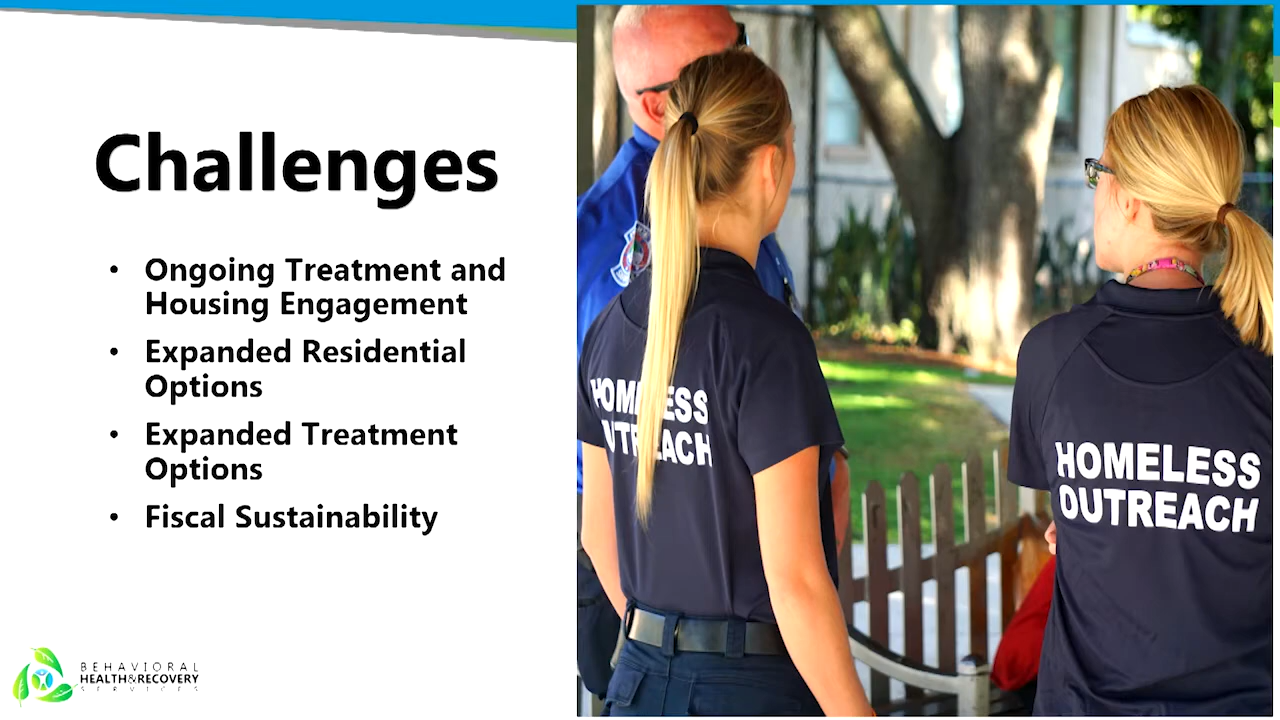 Challenges
• Ongoing Treatment and
Housing Engagement
• Expanded Residential
Options
• Expanded Treatment
Options
• Fiscal Sustainability
BEHAVIORAL
HEALTH&RECOVERY
SERVICES
HOMELESS
OUTREACH
HOMELESS
OUTREACH